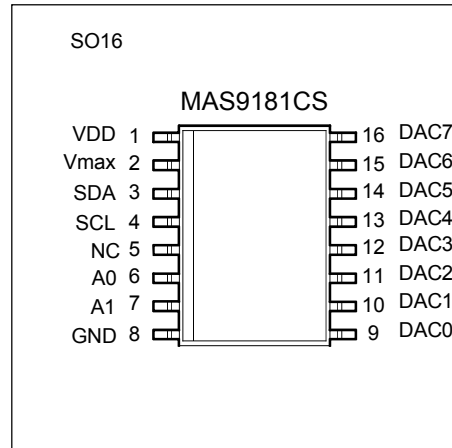 SO16
MAS9181CS
VDD 1 16 DAC7
Vmax 2 15 DAC6
SDA 3 14 DAC5
SCL 4 13 DAC4
NC 5 12 DAC3
A0 6 11 DAC2
A1 7 10 DAC1
GND 8 9 DAC0